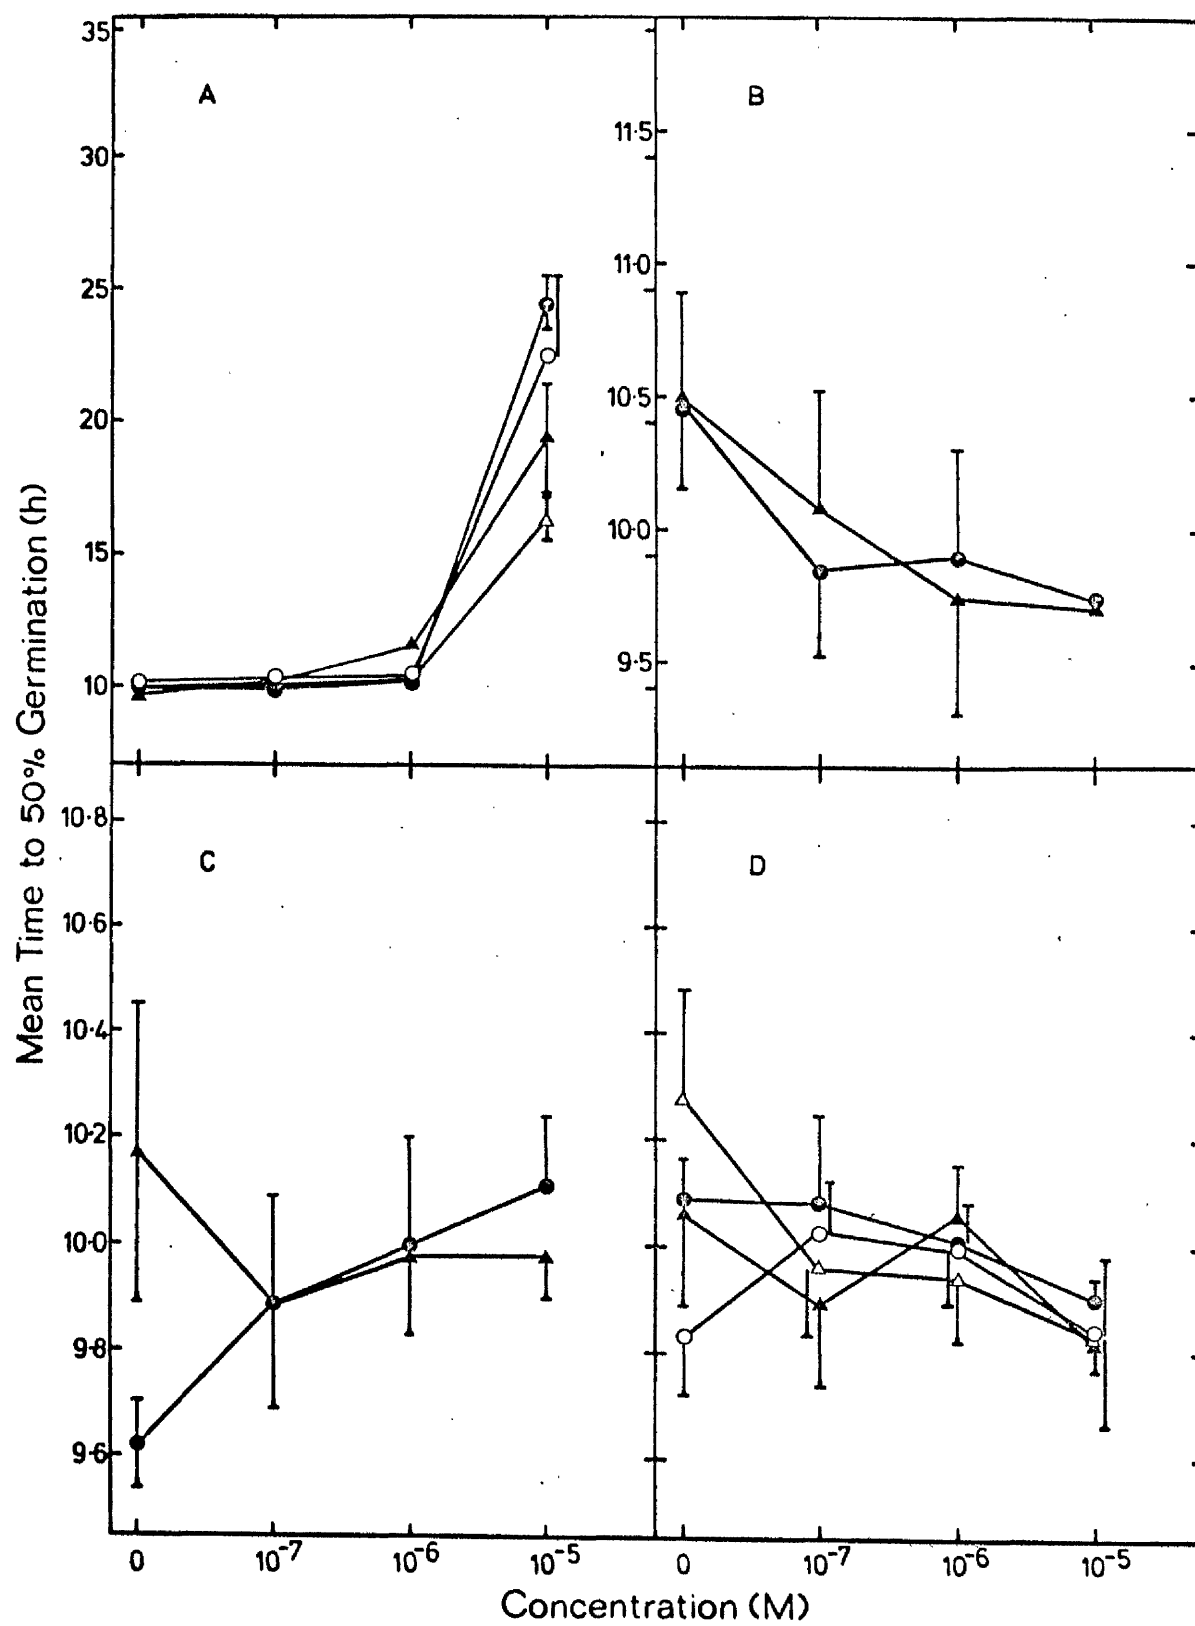 Mean Time to 50% Germination (h)
A
35
30
25
20
15
10
B
11·5
11·0
10·5
10·0
9·5
C
10·8
10·6
10·4
10·2
10·0
9·8
9·6
D
0 10⁻⁷ 10⁻⁶ 10⁻⁵ 0 10⁻⁷ 10⁻⁶ 10⁻⁵
Concentration (M)